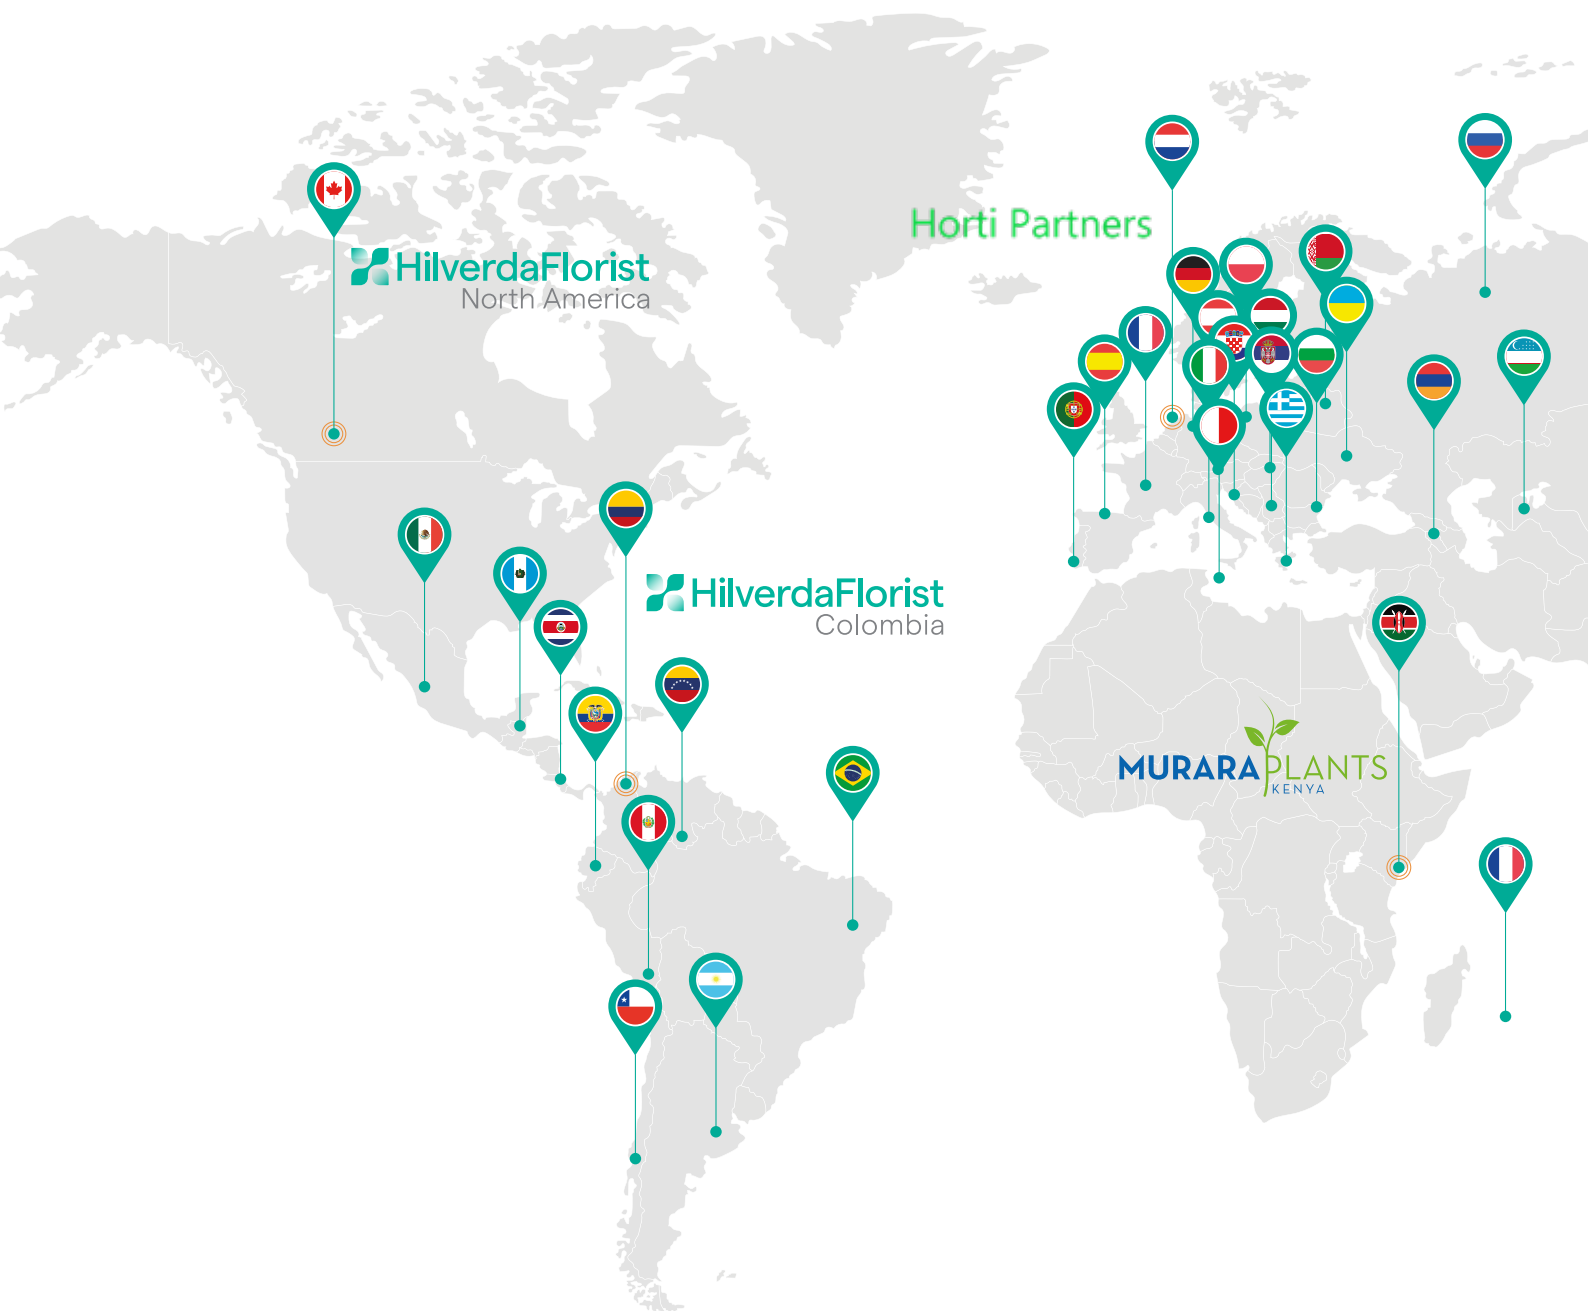 Horti Partners
HilverdaFlorist
North America
HilverdaFlorist
Colombia
MURARA PLANTS
KENYA